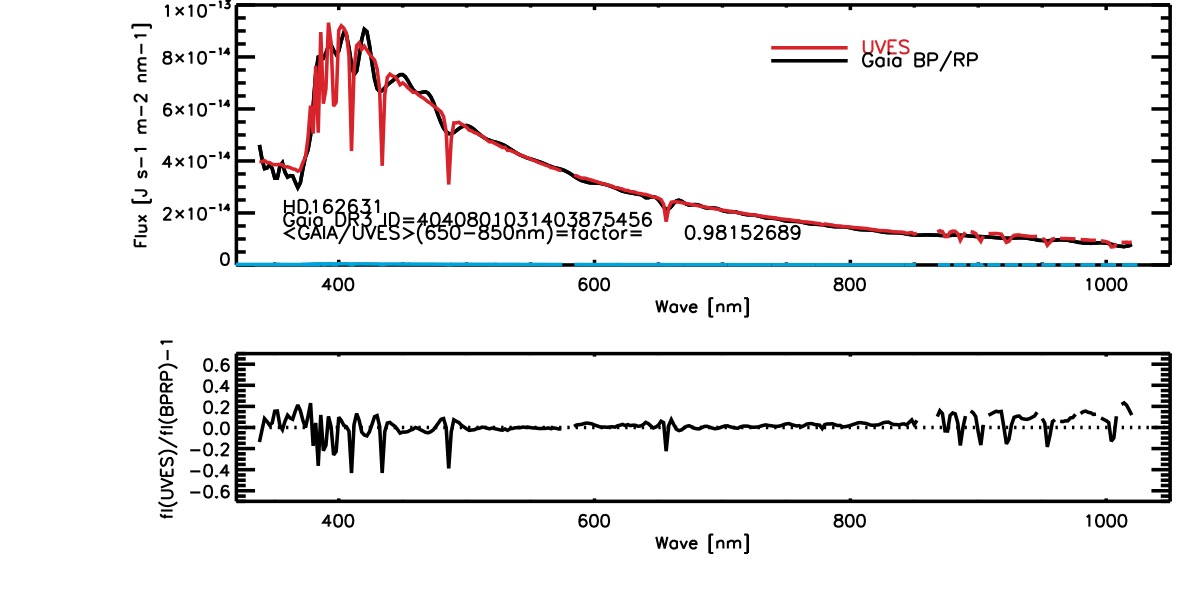 1×10−13
8×10−14
6×10−14
4×10−14
2×10−14
0
Flux [J s−1 m−2 nm−1]
UVES
Gaia BP/RP
HD162631
Gaia DR3 ID=4040801031403875456
<GAIA/UVES>(650−850nm)=factor= 0.98152689
400 600 800 1000
Wave [nm]
fl(UVES)/fl(BPRP)−1
0.6
0.4
0.2
0.0
−0.2
−0.4
−0.6
400 600 800 1000
Wave [nm]